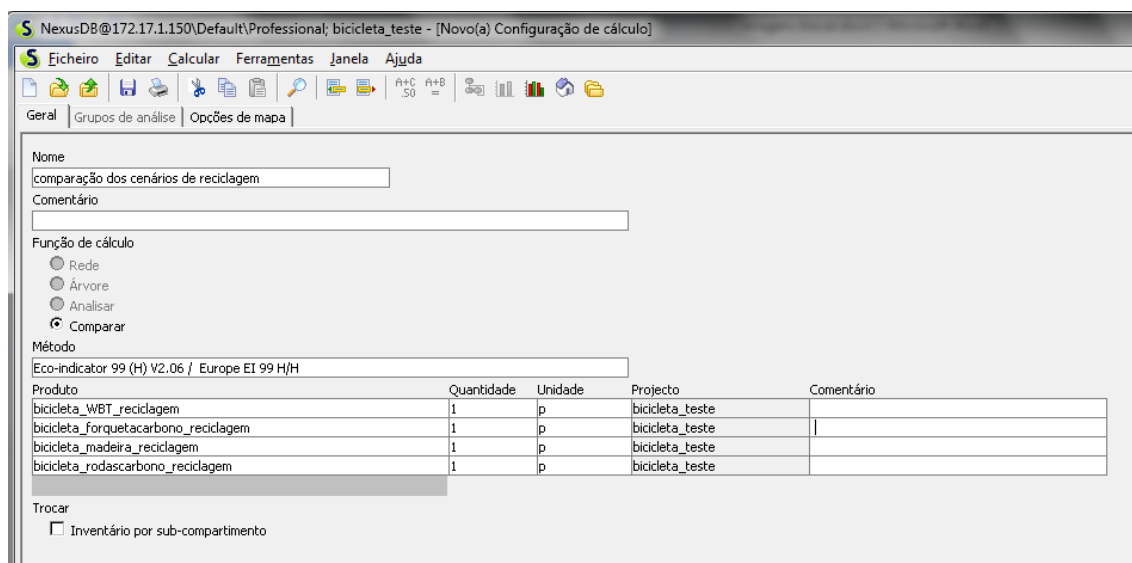 NexusDB@172.17.1.150\Default\Professional; bicicleta_teste - [Novo(a) Configuração de cálculo]
Ficheiro Editar Calcular Ferramentas Janela Ajuda
A+C .50 A+B =
Geral Grupos de análise Opções de mapa
Nome
comparação dos cenários de reciclagem
Comentário
Função de cálculo
Rede
Árvore
Analisar
Comparar
Método
Eco-indicator 99 (H) V2.06 / Europe EI 99 H/H
Produto Quantidade Unidade Projecto Comentário
bicicleta_WBT_reciclagem 1 p bicicleta_teste
bicicleta_forquetacarbono_reciclagem 1 p bicicleta_teste
bicicleta_madeira_reciclagem 1 p bicicleta_teste
bicicleta_rodascarbono_reciclagem 1 p bicicleta_teste
Trocar
Inventário por sub-compartimento